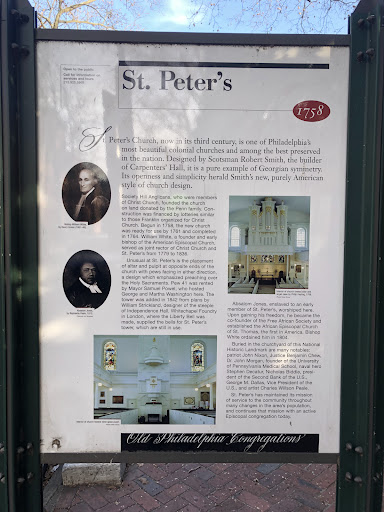 Open to the public
Call for information on
services and tours
St. Peter's
1758
St. Peter's Church, now in its third century, is one of Philadelphia's
most beautiful colonial churches and among the best preserved
in the nation. Designed by Scotsman Robert Smith, the builder
of Carpenters' Hall, it is a pure example of Georgian symmetry.
Its openness and simplicity herald Smith's new, purely American
style of church design.
Society Hill Anglicans, who were members
of Christ Church, founded the church
on land donated by the Penn family. Con-
struction was financed by lotteries similar
to those Franklin organized for Christ
Church. Begun in 1758, the new church
was ready for use by 1761 and completed
in 1764. William White, a founder and early
bishop of the American Episcopal Church,
served as joint rector of Christ Church and
St. Peter's from 1779 to 1836.
Unusual at St. Peter's is the placement
of altar and pulpit at opposite ends of the
church with pews facing in either direction,
a design which emphasized preaching over
the Holy Sacraments. Pew 41 was rented
by Mayor Samuel Powel, who hosted
George and Martha Washington here. The
tower was added in 1842 from plans by
William Strickland, designer of the steeple
of Independence Hall. Whitechapel Foundry
in London, where the Liberty Bell was
made, supplied the bells for St. Peter's
tower, which are still in use.
Absalom Jones, enslaved to an early
member of St. Peter's, worshiped here.
Upon gaining his freedom, he became the
co-founder of the Free African Society and
established the African Episcopal Church
of St. Thomas, the first in America. Bishop
White ordained him in 1804.
Buried in the churchyard of this National
Historic Landmark are many notables:
patriot John Nixon, Justice Benjamin Chew,
Dr. John Morgan, founder of the University
of Pennsylvania Medical School, naval hero
Stephen Decatur, Nicholas Biddle, presi-
dent of the Second Bank of the U.S.,
George M. Dallas, Vice President of the
U.S., and artist Charles Willson Peale.
St. Peter's has maintained its mission
of service to the community throughout
many changes in the area's population,
and continues that mission with an active
Episcopal congregation today.
Old Philadelphia Congregations